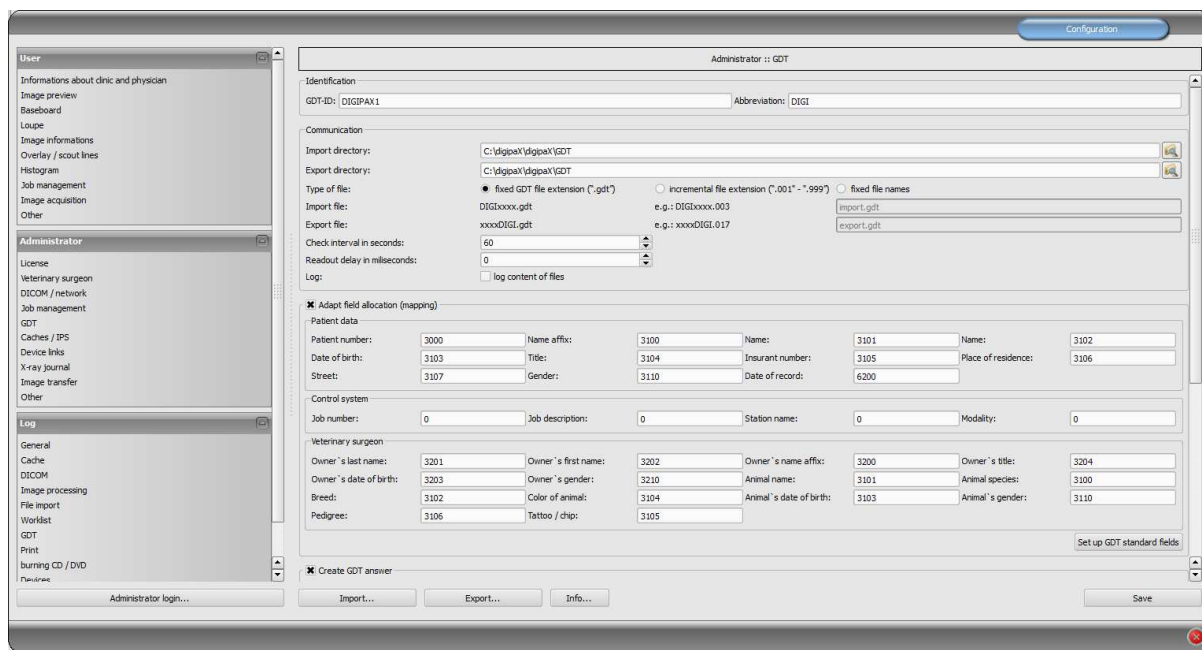 Configuration
User
Informations about clinic and physician
Image preview
Baseboard
Loupe
Image informations
Overlay / scout lines
Histogram
Job management
Image acquisition
Other
Administrator
License
Veterinary surgeon
DICOM / network
Job management
GDT
Caches / IPS
Device links
X-ray journal
Image transfer
Other
Log
General
Cache
DICOM
Image processing
File import
Worklist
GDT
Print
burning CD / DVD
Devices
Administrator login...
Administrator :: GDT
Identification
GDT-ID: DIGIPAX1 Abbreviation: DIGI
Communication
Import directory: C:\digipaX\digipaX\GDT
Export directory: C:\digipaX\digipaX\GDT
Type of file: fixed GDT file extension (".gdt") incremental file extension (".001" - ".999") fixed file names
Import file: DIGIxxxx.gdt e.g.: DIGIxxxx.003 import.gdt
Export file: xxxxDIGI.gdt e.g.: xxxxDIGI.017 export.gdt
Check interval in seconds: 60
Readout delay in miliseconds: 0
Log: log content of files
Adapt field allocation (mapping)
Patient data
Patient number: 3000 Name affix: 3100 Name: 3101 Name: 3102
Date of birth: 3103 Title: 3104 Insurant number: 3105 Place of residence: 3106
Street: 3107 Gender: 3110 Date of record: 6200
Control system
Job number: 0 Job description: 0 Station name: 0 Modality: 0
Veterinary surgeon
Owner`s last name: 3201 Owner`s first name: 3202 Owner`s name affix: 3200 Owner`s title: 3204
Owner`s date of birth: 3203 Owner`s gender: 3210 Animal name: 3101 Animal species: 3100
Breed: 3102 Color of animal: 3104 Animal`s date of birth: 3103 Animal`s gender: 3110
Pedigree: 3106 Tattoo / chip: 3105
Set up GDT standard fields
Create GDT answer
Import... Export... Info... Save